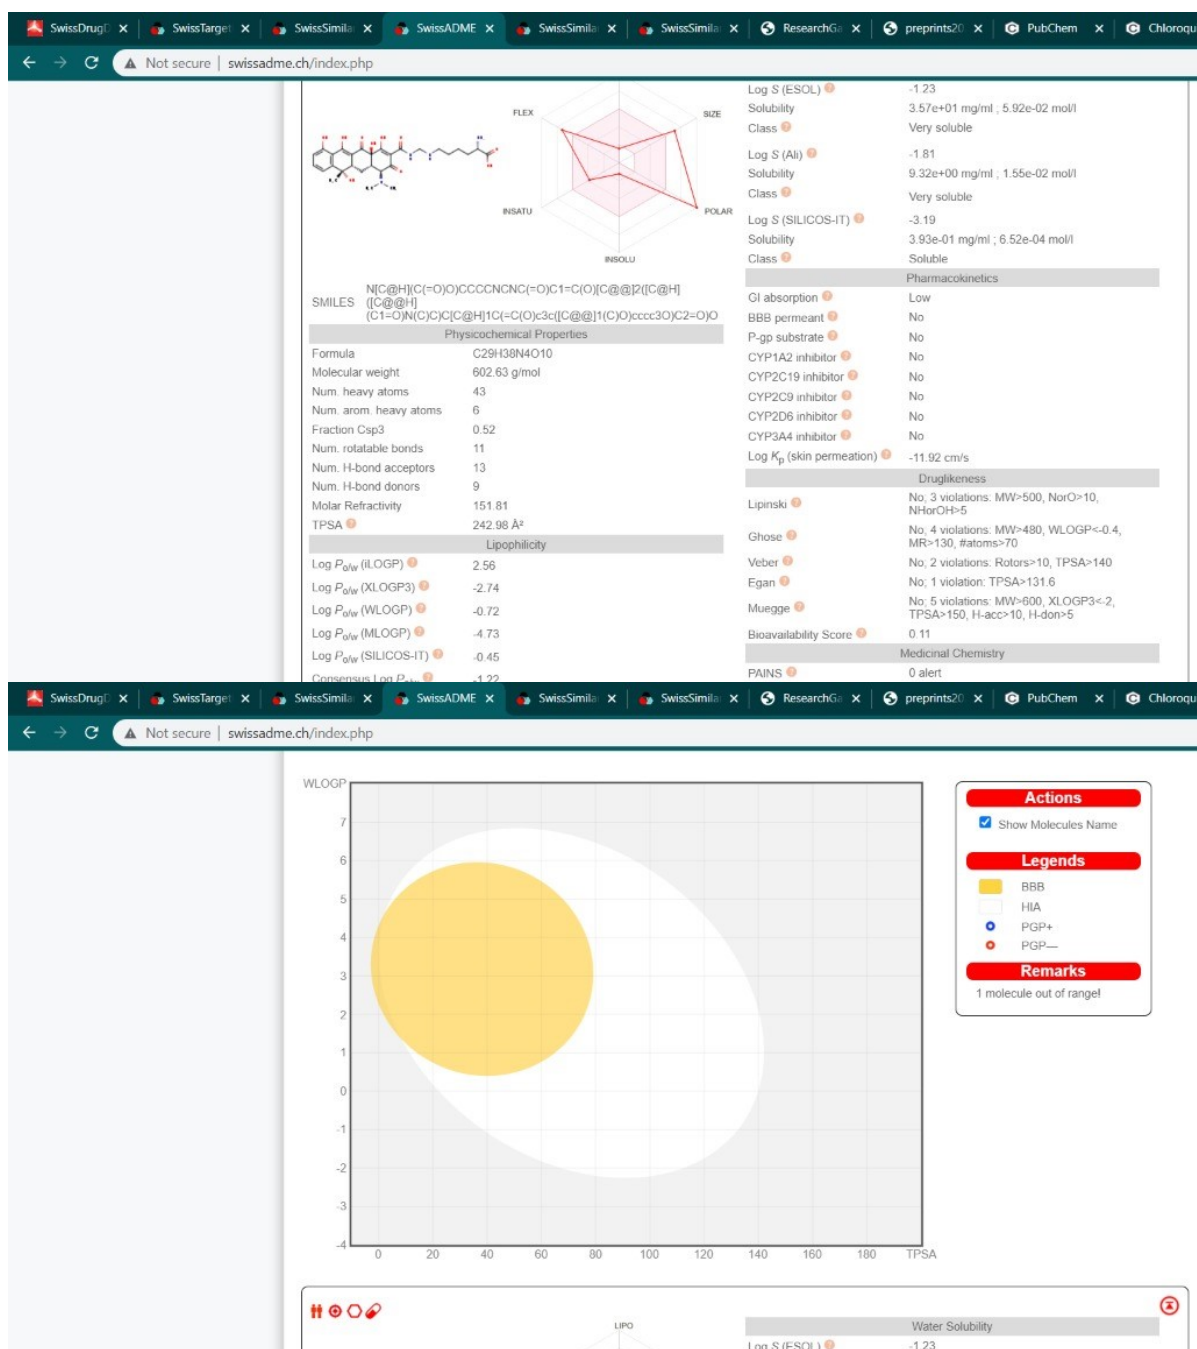 SwissDrugD
SwissTarget
SwissSimila
SwissADME
SwissSimila
SwissSimila
ResearchGa
preprints20
PubChem
Chloroqu
Not secure | swissadme.ch/index.php
FLEX
SIZE
INSATU
POLAR
INSOLU
SMILES N[C@H](C(=O)O)CCCCNCNC(=O)C1=C(O)[C@@]2([C@H]
([C@@H]
(C1=O)N(C)C)C[C@H]1C(=C(O)c3c([C@@]1(C)O)cccc3O)C2=O)O
Physicochemical Properties
Formula C29H38N4O10
Molecular weight 602.63 g/mol
Num. heavy atoms 43
Num. arom. heavy atoms 6
Fraction Csp3 0.52
Num. rotatable bonds 11
Num. H-bond acceptors 13
Num. H-bond donors 9
Molar Refractivity 151.81
TPSA 242.98 Å²
Lipophilicity
Log Po/w (iLOGP) 2.56
Log Po/w (XLOGP3) -2.74
Log Po/w (WLOGP) -0.72
Log Po/w (MLOGP) -4.73
Log Po/w (SILICOS-IT) -0.45
Consensus Log Po/w -1.22
Log S (ESOL) -1.23
Solubility 3.57e+01 mg/ml ; 5.92e-02 mol/l
Class Very soluble
Log S (Ali) -1.81
Solubility 9.32e+00 mg/ml ; 1.55e-02 mol/l
Class Very soluble
Log S (SILICOS-IT) -3.19
Solubility 3.93e-01 mg/ml ; 6.52e-04 mol/l
Class Soluble
Pharmacokinetics
GI absorption Low
BBB permeant No
P-gp substrate No
CYP1A2 inhibitor No
CYP2C19 inhibitor No
CYP2C9 inhibitor No
CYP2D6 inhibitor No
CYP3A4 inhibitor No
Log Kp (skin permeation) -11.92 cm/s
Druglikeness
Lipinski No; 3 violations: MW>500, NorO>10,
NHorOH>5
Ghose No; 4 violations: MW>480, WLOGP<-0.4,
MR>130, #atoms>70
Veber No; 2 violations: Rotors>10, TPSA>140
Egan No; 1 violation: TPSA>131.6
Muegge No; 5 violations: MW>600, XLOGP3<-2,
TPSA>150, H-acc>10, H-don>5
Bioavailability Score 0.11
Medicinal Chemistry
PAINS 0 alert
SwissDrugD
SwissTarget
SwissSimila
SwissADME
SwissSimila
SwissSimila
ResearchGa
preprints20
PubChem
Chloroqu
Not secure | swissadme.ch/index.php
WLOGP
7
6
5
4
3
2
1
0
-1
-2
-3
-4
0 20 40 60 80 100 120 140 160 180 TPSA
Actions
Show Molecules Name
Legends
BBB
HIA
PGP+
PGP—
Remarks
1 molecule out of range!
LIPO
Water Solubility
Log S (ESOL) -1.23